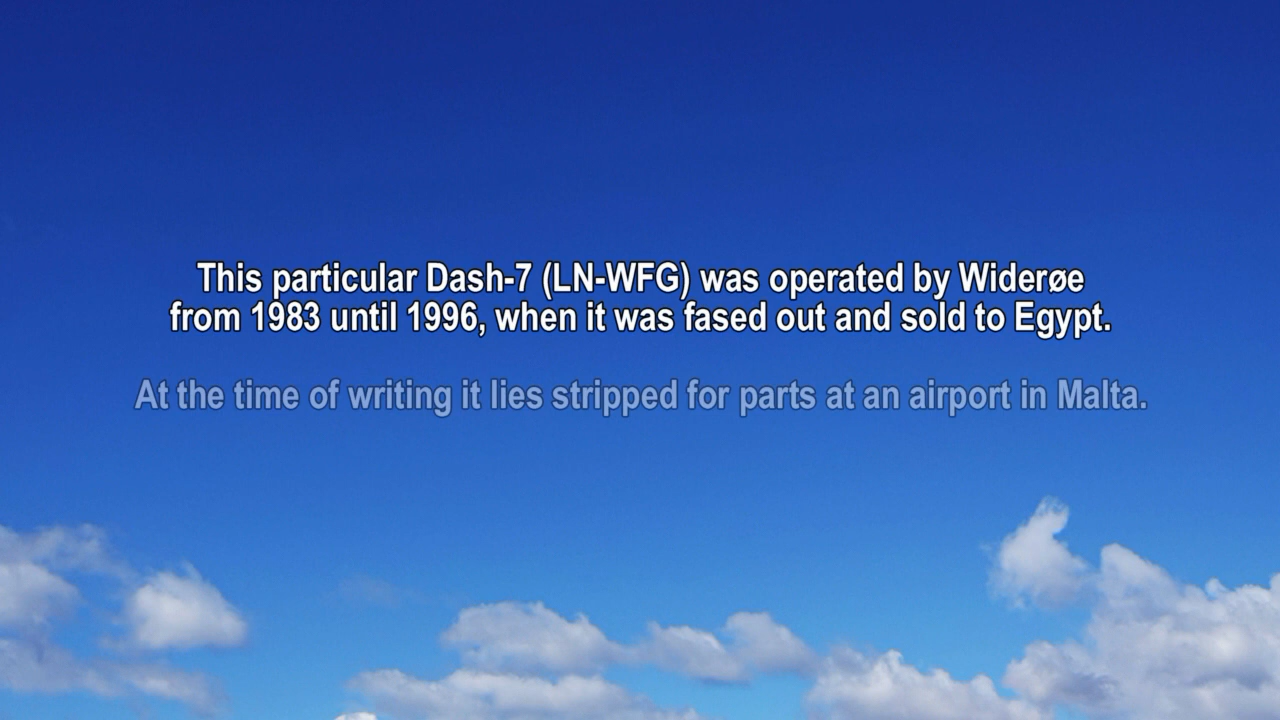 This particular Dash-7 (LN-WFG) was operated by Widerøe
from 1983 until 1996, when it was fased out and sold to Egypt.
At the time of writing it lies stripped for parts at an airport in Malta.